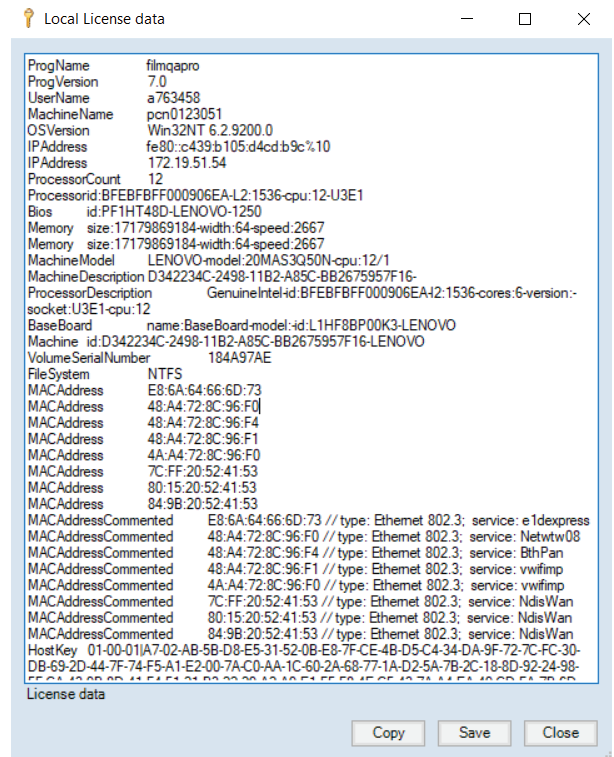 Local License data
ProgName filmqapro
ProgVersion 7.0
UserName a763458
MachineName pcn0123051
OSVersion Win32NT 6.2.9200.0
IPAddress fe80::c439:b105:d4cd:b9c%10
IPAddress 172.19.51.54
ProcessorCount 12
Processorid:BFEBFBFF000906EA-L2:1536-cpu:12-U3E1
Bios id:PF1HT48D-LENOVO-1250
Memory size:17179869184-width:64-speed:2667
Memory size:17179869184-width:64-speed:2667
MachineModel LENOVO-model:20MAS3Q50N-cpu:12/1
MachineDescription D342234C-2498-11B2-A85C-BB2675957F16-
ProcessorDescription GenuineIntel-id:BFEBFBFF000906EA-l2:1536-cores:6-version:-
socket:U3E1-cpu:12
BaseBoard name:BaseBoard-model:-id:L1HF8BP00K3-LENOVO
Machine id:D342234C-2498-11B2-A85C-BB2675957F16-LENOVO
VolumeSerialNumber 184A97AE
FileSystem NTFS
MACAddress E8:6A:64:66:6D:73
MACAddress 48:A4:72:8C:96:F0
MACAddress 48:A4:72:8C:96:F4
MACAddress 48:A4:72:8C:96:F1
MACAddress 4A:A4:72:8C:96:F0
MACAddress 7C:FF:20:52:41:53
MACAddress 80:15:20:52:41:53
MACAddress 84:9B:20:52:41:53
MACAddressCommented E8:6A:64:66:6D:73 // type: Ethernet 802.3; service: e1dexpress
MACAddressCommented 48:A4:72:8C:96:F0 // type: Ethernet 802.3; service: Netwtw08
MACAddressCommented 48:A4:72:8C:96:F4 // type: Ethernet 802.3; service: BthPan
MACAddressCommented 48:A4:72:8C:96:F1 // type: Ethernet 802.3; service: vwifimp
MACAddressCommented 4A:A4:72:8C:96:F0 // type: Ethernet 802.3; service: vwifimp
MACAddressCommented 7C:FF:20:52:41:53 // type: Ethernet 802.3; service: NdisWan
MACAddressCommented 80:15:20:52:41:53 // type: Ethernet 802.3; service: NdisWan
MACAddressCommented 84:9B:20:52:41:53 // type: Ethernet 802.3; service: NdisWan
HostKey 01-00-01|A7-02-AB-5B-D8-E5-31-52-0B-E8-7F-CE-4B-D5-C4-34-DA-9F-72-7C-FC-30-
DB-69-2D-44-7F-74-F5-A1-E2-00-7A-C0-AA-1C-60-2A-68-77-1A-D2-5A-7B-2C-18-8D-92-24-98-
License data
Copy Save Close